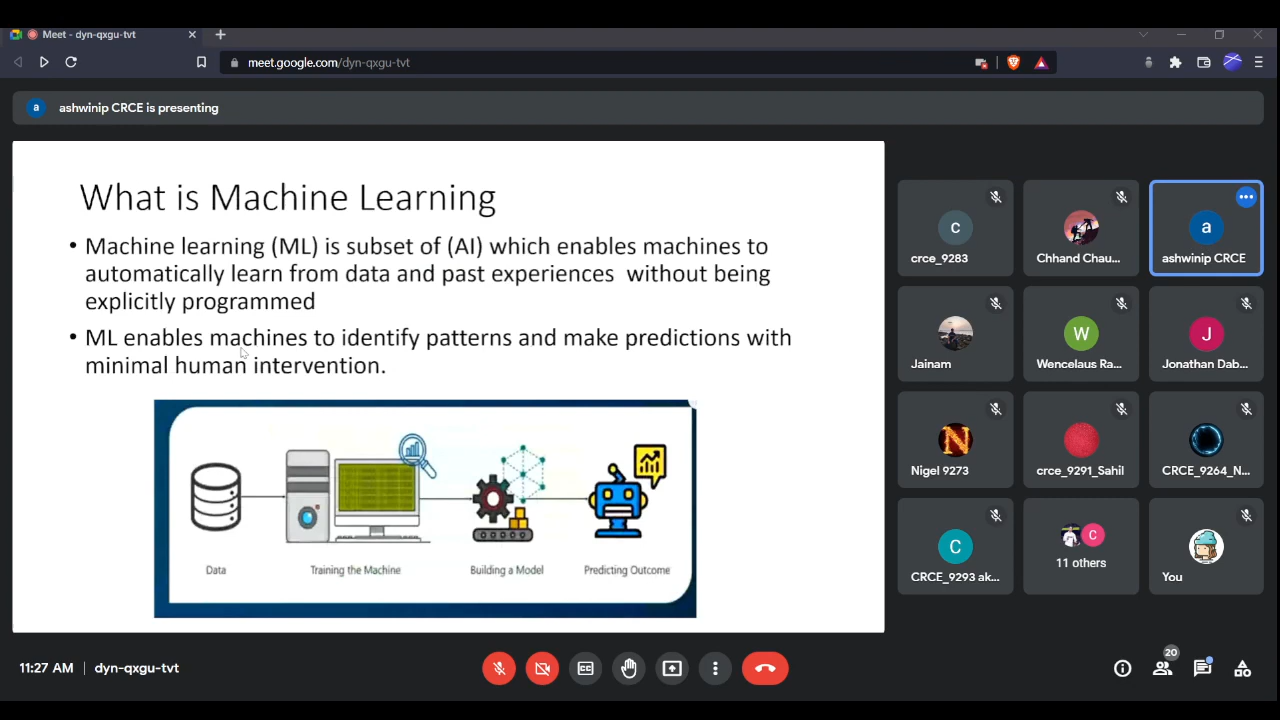 Meet - dyn-qxgu-tvt
meet.google.com/dyn-qxgu-tvt
a ashwinip CRCE is presenting
What is Machine Learning
• Machine learning (ML) is subset of (AI) which enables machines to
automatically learn from data and past experiences without being
explicitly programmed
• ML enables machines to identify patterns and make predictions with
minimal human intervention.
Data
Training the Machine
Building a Model
Predicting Outcome
c
crce_9283
Chhand Chau...
a
ashwinip CRCE
Jainam
W
Wencelaus Ra...
J
Jonathan Dab...
N
Nigel 9273
crce_9291_Sahil
CRCE_9264_N...
C
CRCE_9293 ak...
C
11 others
You
11:27 AM | dyn-qxgu-tvt
20